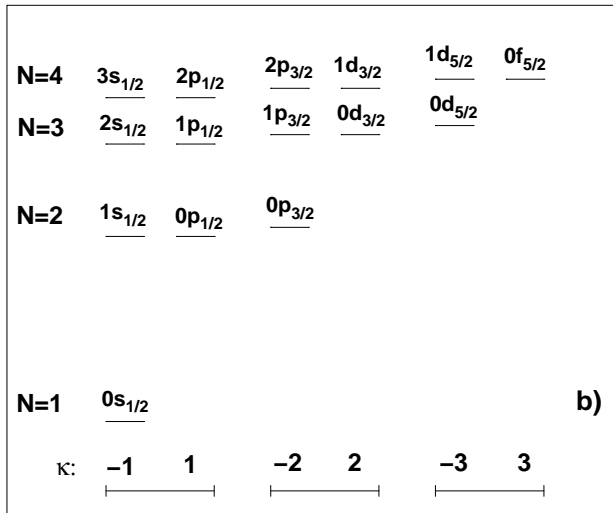 N=4 3s1/2 2p1/2 2p3/2 1d3/2 1d5/2 0f5/2
N=3 2s1/2 1p1/2 1p3/2 0d3/2 0d5/2
N=2 1s1/2 0p1/2 0p3/2
N=1 0s1/2 b)
κ: −1 1 −2 2 −3 3